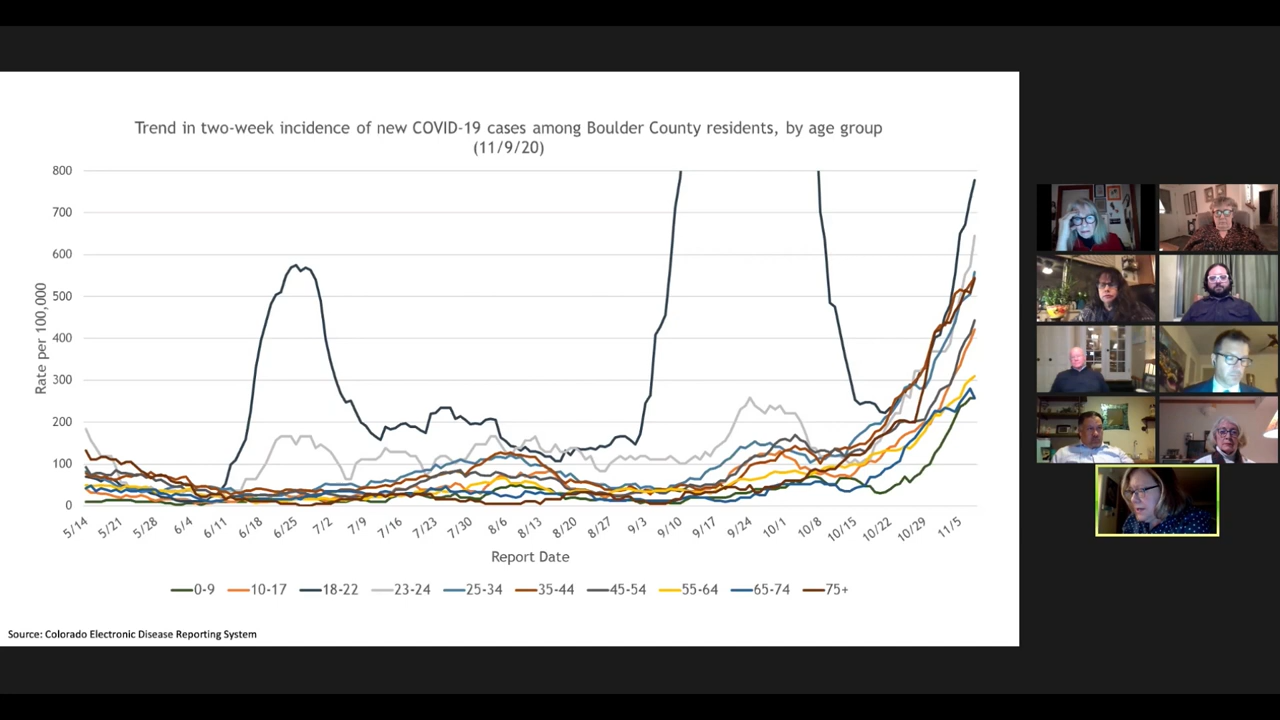 Trend in two-week incidence of new COVID-19 cases among Boulder County residents, by age group
(11/9/20)
800
700
600
500
400
300
200
100
0
Rate per 100,000
5/14 5/21 5/28 6/4 6/11 6/18 6/25 7/2 7/9 7/16 7/23 7/30 8/6 8/13 8/20 8/27 9/3 9/10 9/17 9/24 10/1 10/8 10/15 10/22 10/29 11/5
Report Date
0-9 10-17 18-22 23-24 25-34 35-44 45-54 55-64 65-74 75+
Source: Colorado Electronic Disease Reporting System